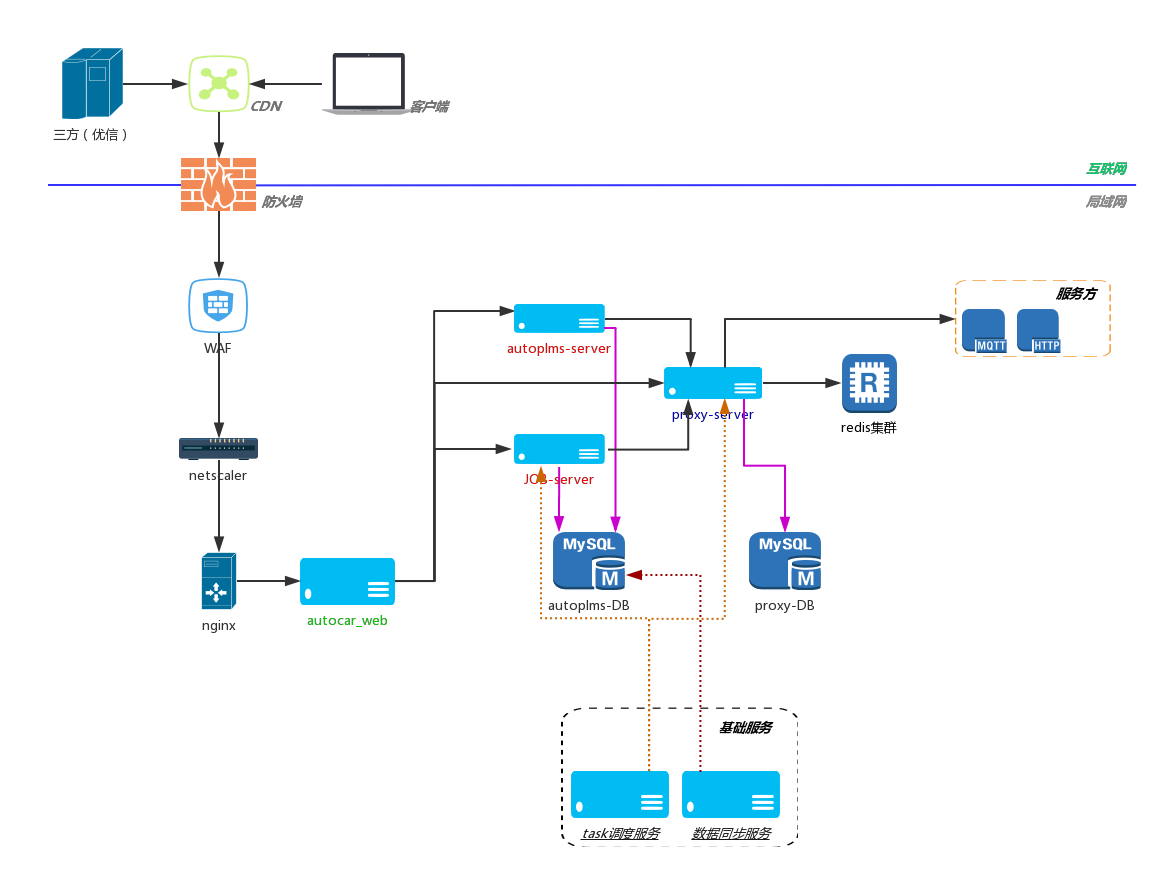 CDN
客户端
三方（优信）
互联网
防火墙
局域网
服务方
MQTT
HTTP
WAF
autoplms-server
R
proxy-server
redis集群
netscaler
JOB-server
MySQL
M
MySQL
M
autoplms-DB
proxy-DB
nginx
autocar_web
基础服务
task调度服务
数据同步服务